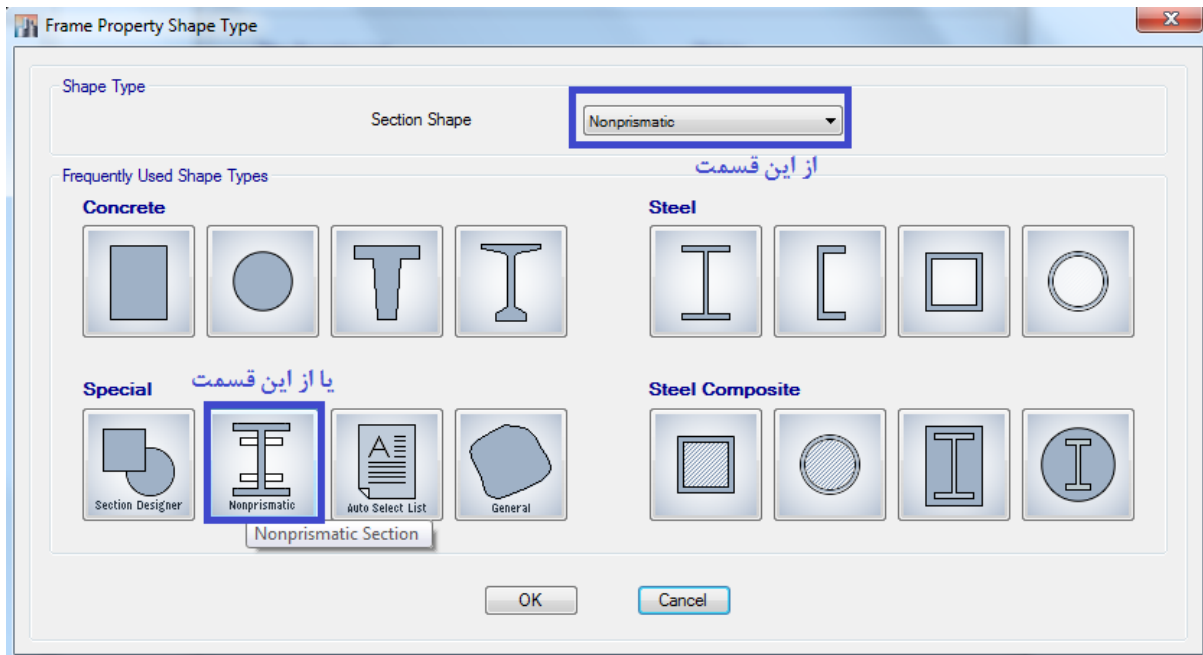 Frame Property Shape Type
Shape Type
Section Shape
Nonprismatic
از این قسمت
Frequently Used Shape Types
Concrete
Steel
Special
یا از این قسمت
Steel Composite
Section Designer
Nonprismatic
Auto Select List
General
Nonprismatic Section
OK
Cancel